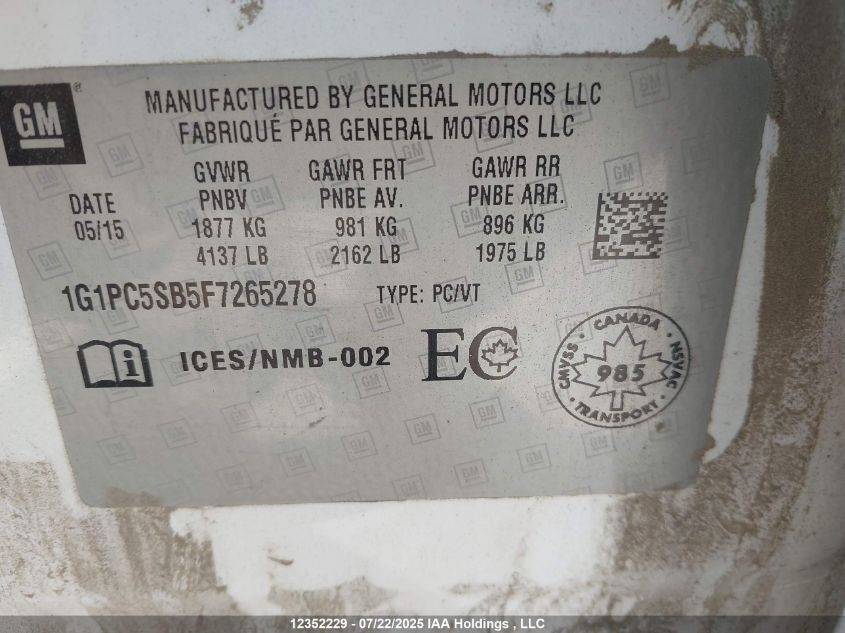 GM
MANUFACTURED BY GENERAL MOTORS LLC
FABRIQUÉ PAR GENERAL MOTORS LLC
DATE GVWR GAWR FRT GAWR RR
PNBV PNBE AV. PNBE ARR.
05/15 1877 KG 981 KG 896 KG
4137 LB 2162 LB 1975 LB
1G1PC5SB5F7265278 TYPE: PC/VT
ICES/NMB-002 EC
CANADA
CMVSS 985 NSVAC
TRANSPORT
12352229 - 07/22/2025 IAA Holdings , LLC